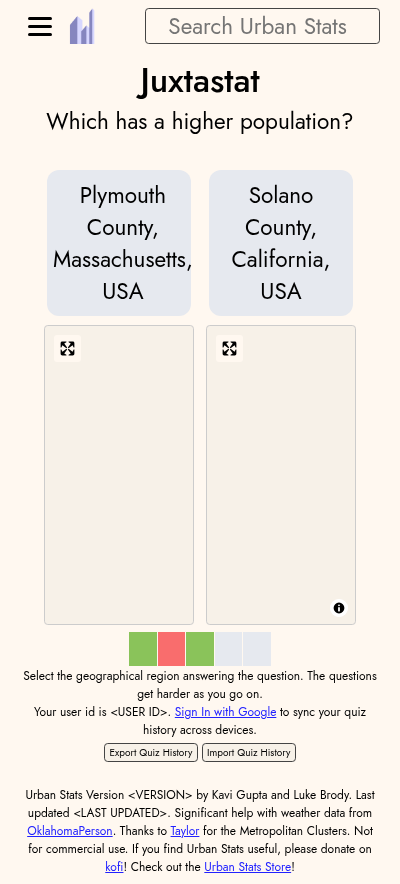 Search Urban Stats
Juxtastat
Which has a higher population?
Plymouth
County,
Massachusetts,
USA
Solano
County,
California,
USA
Select the geographical region answering the question. The questions
get harder as you go on.
Your user id is <USER ID>. Sign In with Google to sync your quiz
history across devices.
Export Quiz History
Import Quiz History
Urban Stats Version <VERSION> by Kavi Gupta and Luke Brody. Last
updated <LAST UPDATED>. Significant help with weather data from
OklahomaPerson. Thanks to Taylor for the Metropolitan Clusters. Not
for commercial use. If you find Urban Stats useful, please donate on
kofi! Check out the Urban Stats Store!